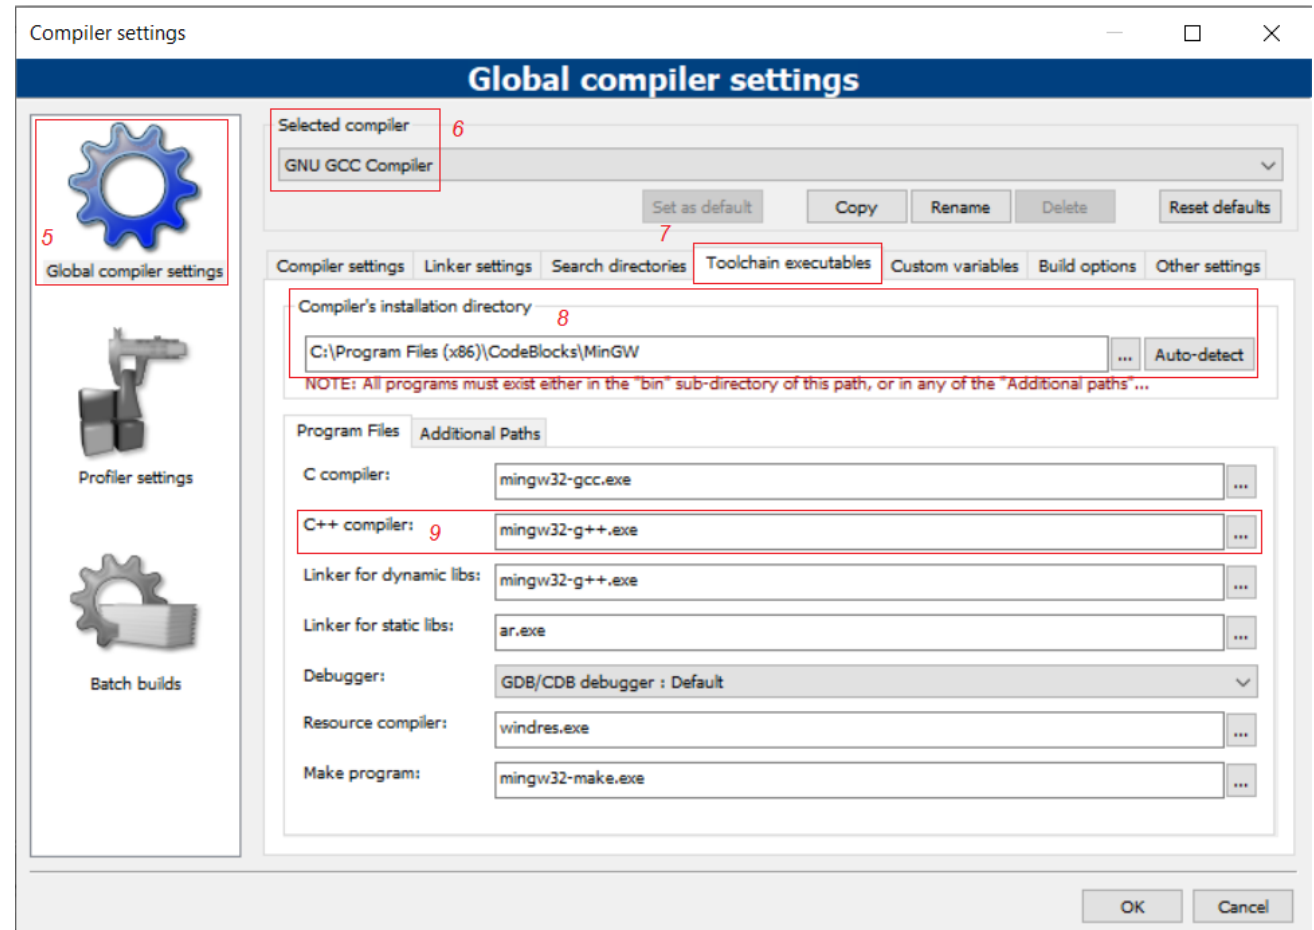 Compiler settings
Global compiler settings
5
Global compiler settings
Profiler settings
Batch builds
Selected compiler
6
GNU GCC Compiler
Set as default Copy Rename Delete Reset defaults
7
Compiler settings Linker settings Search directories Toolchain executables Custom variables Build options Other settings
Compiler's installation directory
8
C:\Program Files (x86)\CodeBlocks\MinGW ... Auto-detect
NOTE: All programs must exist either in the "bin" sub-directory of this path, or in any of the "Additional paths"...
Program Files Additional Paths
C compiler: mingw32-gcc.exe ...
C++ compiler: 9 mingw32-g++.exe ...
Linker for dynamic libs: mingw32-g++.exe ...
Linker for static libs: ar.exe ...
Debugger: GDB/CDB debugger : Default
Resource compiler: windres.exe ...
Make program: mingw32-make.exe ...
OK Cancel